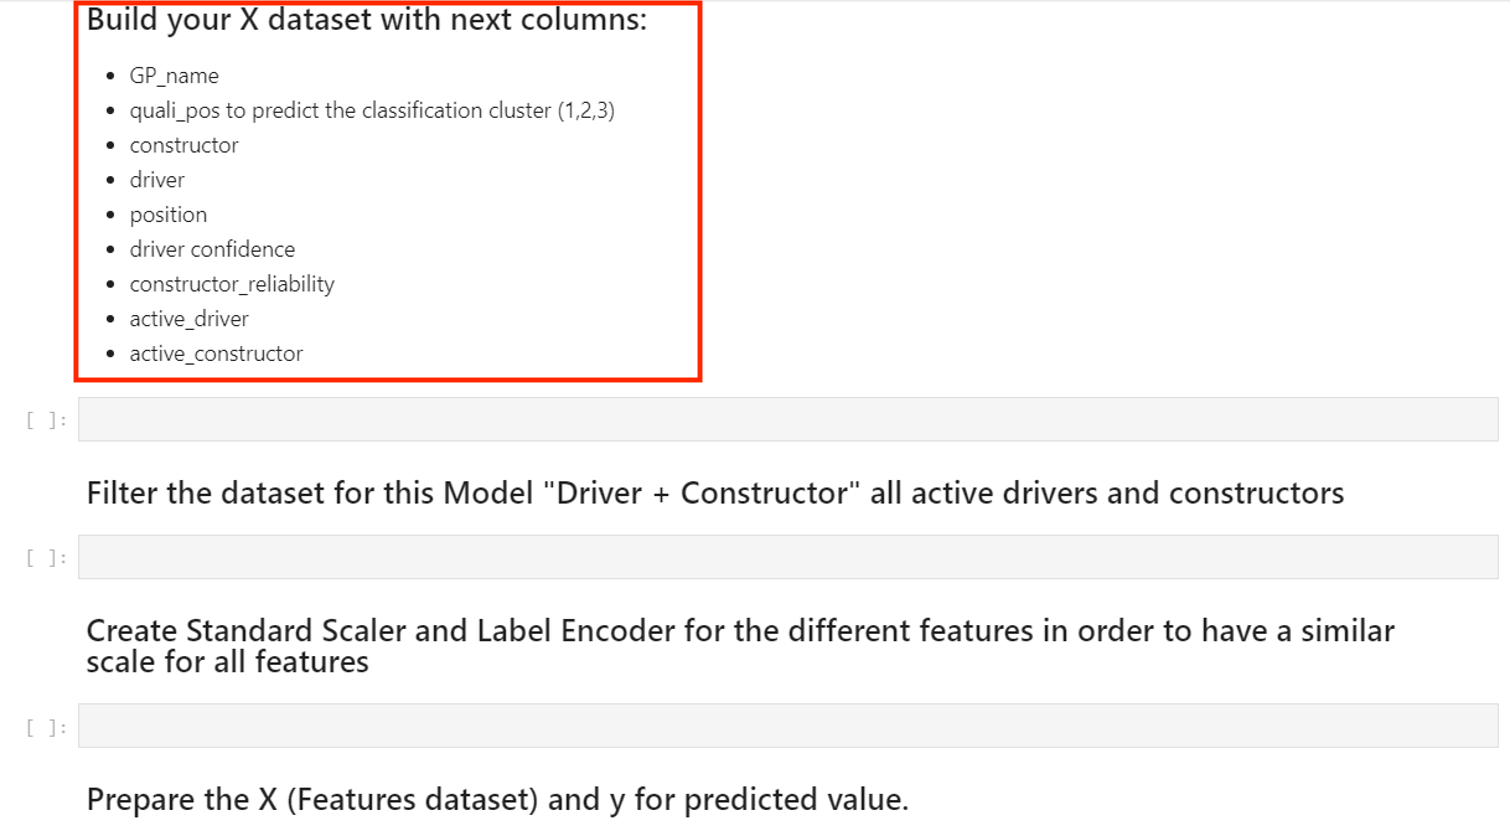 Build your X dataset with next columns:
• GP_name
• quali_pos to predict the classification cluster (1,2,3)
• constructor
• driver
• position
• driver confidence
• constructor_reliability
• active_driver
• active_constructor
[ ]:
Filter the dataset for this Model "Driver + Constructor" all active drivers and constructors
[ ]:
Create Standard Scaler and Label Encoder for the different features in order to have a similar
scale for all features
[ ]:
Prepare the X (Features dataset) and y for predicted value.